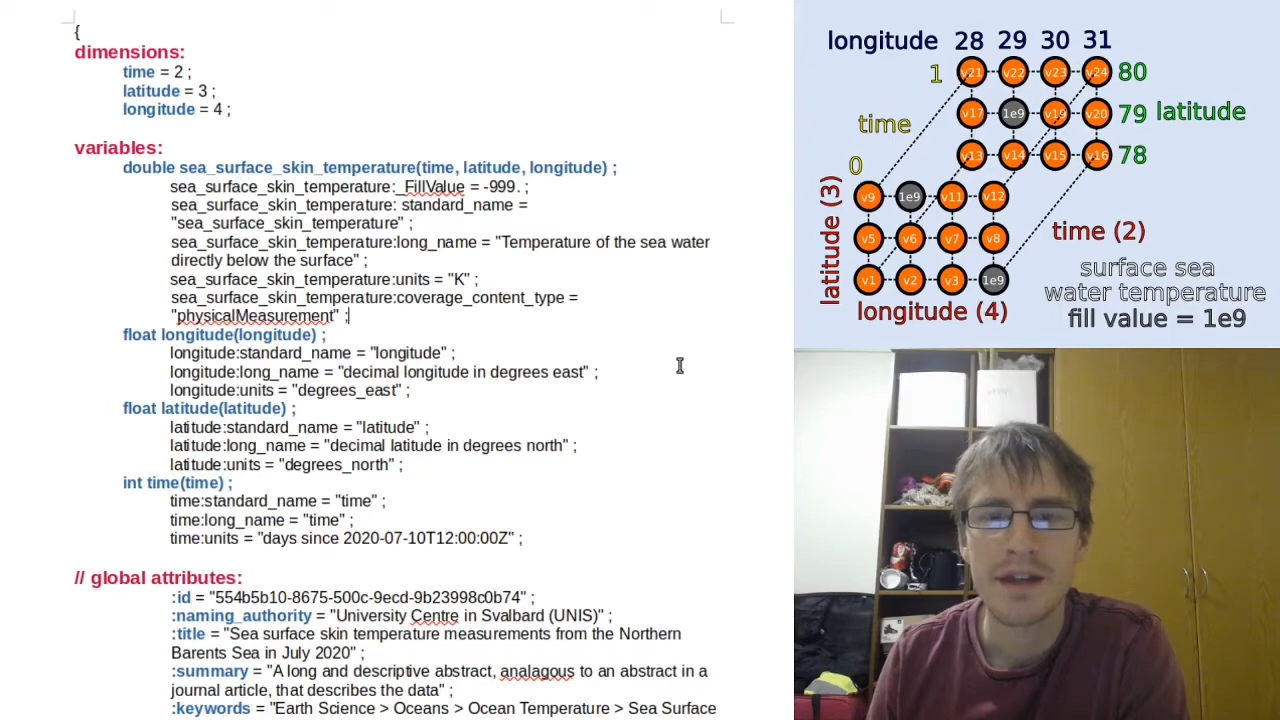 {
dimensions:
time = 2 ;
latitude = 3 ;
longitude = 4 ;
variables:
double sea_surface_skin_temperature(time, latitude, longitude) ;
sea_surface_skin_temperature:_FillValue = -999. ;
sea_surface_skin_temperature: standard_name =
"sea_surface_skin_temperature" ;
sea_surface_skin_temperature:long_name = "Temperature of the sea water
directly below the surface" ;
sea_surface_skin_temperature:units = "K" ;
sea_surface_skin_temperature:coverage_content_type =
"physicalMeasurement" ;
float longitude(longitude) ;
longitude:standard_name = "longitude" ;
longitude:long_name = "decimal longitude in degrees east" ;
longitude:units = "degrees_east" ;
float latitude(latitude) ;
latitude:standard_name = "latitude" ;
latitude:long_name = "decimal latitude in degrees north" ;
latitude:units = "degrees_north" ;
int time(time) ;
time:standard_name = "time" ;
time:long_name = "time" ;
time:units = "days since 2020-07-10T12:00:00Z" ;
// global attributes:
:id = "554b5b10-8675-500c-9ecd-9b23998c0b74" ;
:naming_authority = "University Centre in Svalbard (UNIS)" ;
:title = "Sea surface skin temperature measurements from the Northern
Barents Sea in July 2020" ;
:summary = "A long and descriptive abstract, analagous to an abstract in a
journal article, that describes the data" ;
:keywords = "Earth Science > Oceans > Ocean Temperature > Sea Surface
longitude 28 29 30 31
1 v21 v22 v23 v24 80
time v17 1e9 v19 v20 79 latitude
0 v13 v14 v15 v16 78
v9 1e9 v11 v12
v5 v6 v7 v8
v1 v2 v3 1e9
latitude (3)
longitude (4)
time (2)
surface sea
water temperature
fill value = 1e9